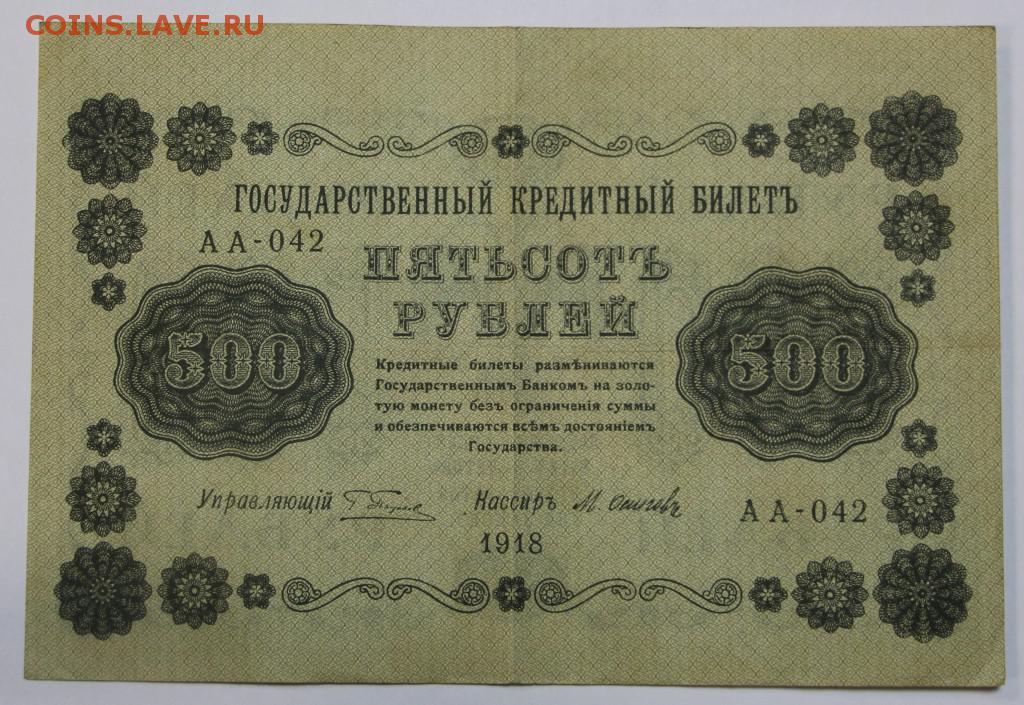 COINS.LAVE.RU
ГОСУДАРСТВЕННЫЙ КРЕДИТНЫЙ БИЛЕТЪ
АА-042
ПЯТЬСОТЪ
РУБЛЕЙ
500
500
Кредитные билеты размѣниваются
Государственнымъ Банкомъ на золо-
тую монету безъ ограниченія суммы
и обезпечиваются всѣмъ достояніемъ
Государства.
Управляющій
Кассиръ М. Осиповъ
АА-042
1918